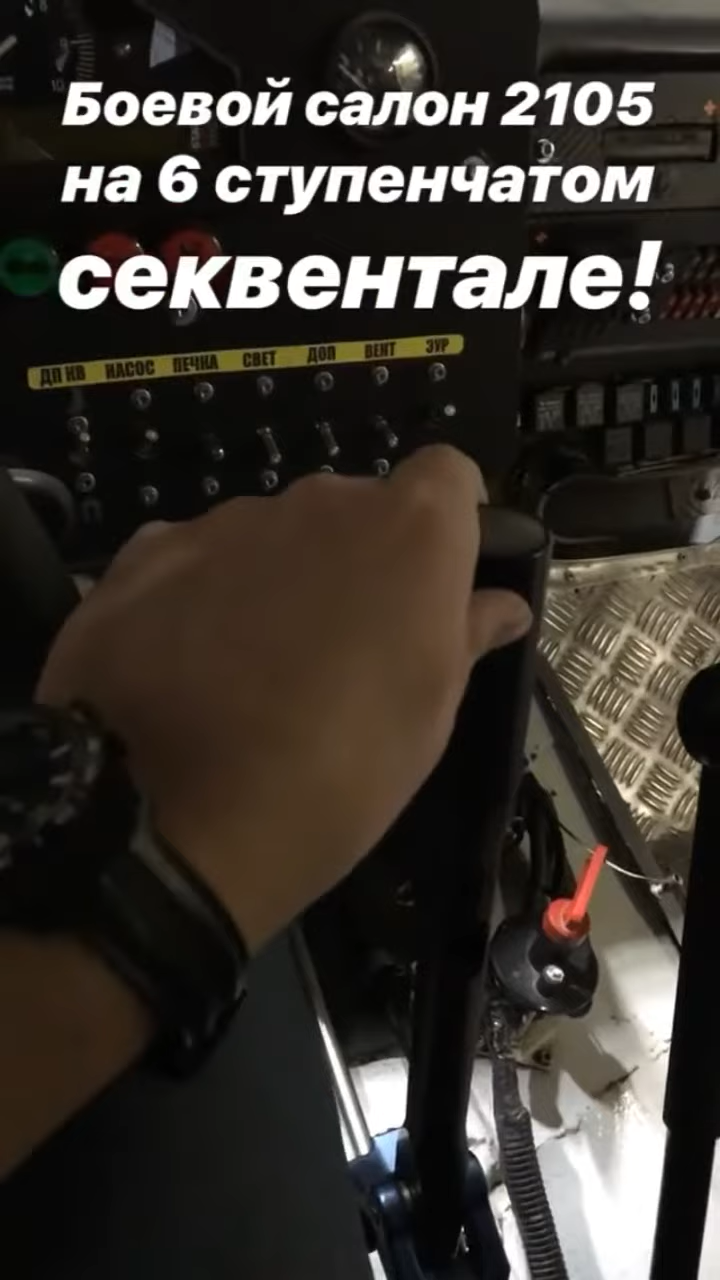 Боевой салон 2105
на 6 ступенчатом
секвентале!
ДП КВ НАСОС ПЕЧКА СВЕТ ДОП ВЕНТ ЭУР